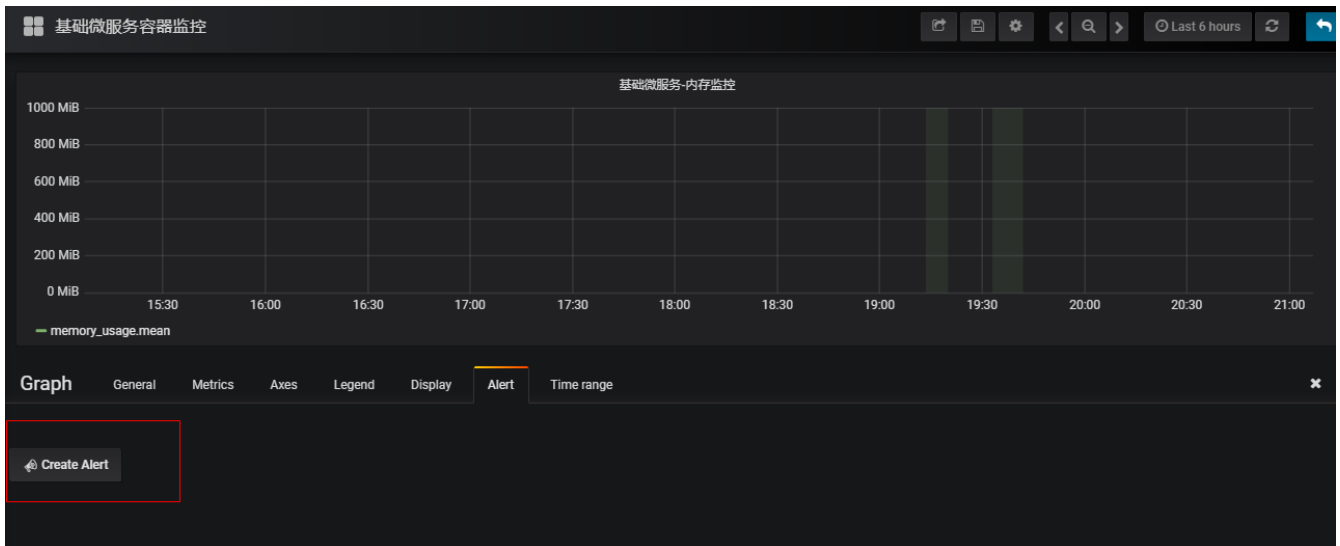 基础微服务容器监控
Last 6 hours
基础微服务-内存监控
1000 MiB
800 MiB
600 MiB
400 MiB
200 MiB
0 MiB
15:30 16:00 16:30 17:00 17:30 18:00 18:30 19:00 19:30 20:00 20:30 21:00
memory_usage.mean
Graph General Metrics Axes Legend Display Alert Time range
Create Alert